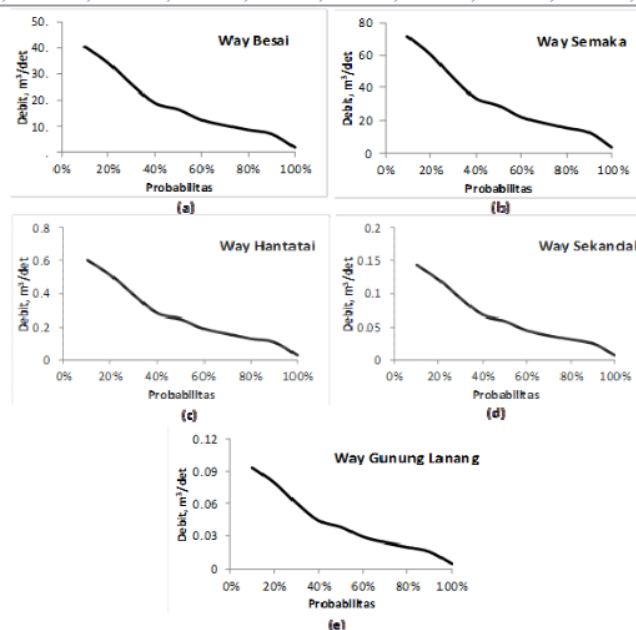 Way Besai
Debit, m³/det
50.
40.
30.
20.
10.
.
0% 20% 40% 60% 80% 100%
Probabilitas
(a)
Way Semaka
Debit, m³/det
80
60
40
20
0
0% 20% 40% 60% 80% 100%
Probabilitas
(b)
Way Hantatai
Debit, m³/det
0.8
0.6
0.4
0.2
0
0% 20% 40% 60% 80% 100%
Probabilitas
(c)
Way Sekandal
Debit, m³/det
0.2
0.15
0.1
0.05
0
0% 20% 40% 60% 80% 100%
Probabilitas
(d)
Way Gunung Lanang
Debit, m³/det
0.12
0.09
0.06
0.03
0
0% 20% 40% 60% 80% 100%
Probabilitas
(e)